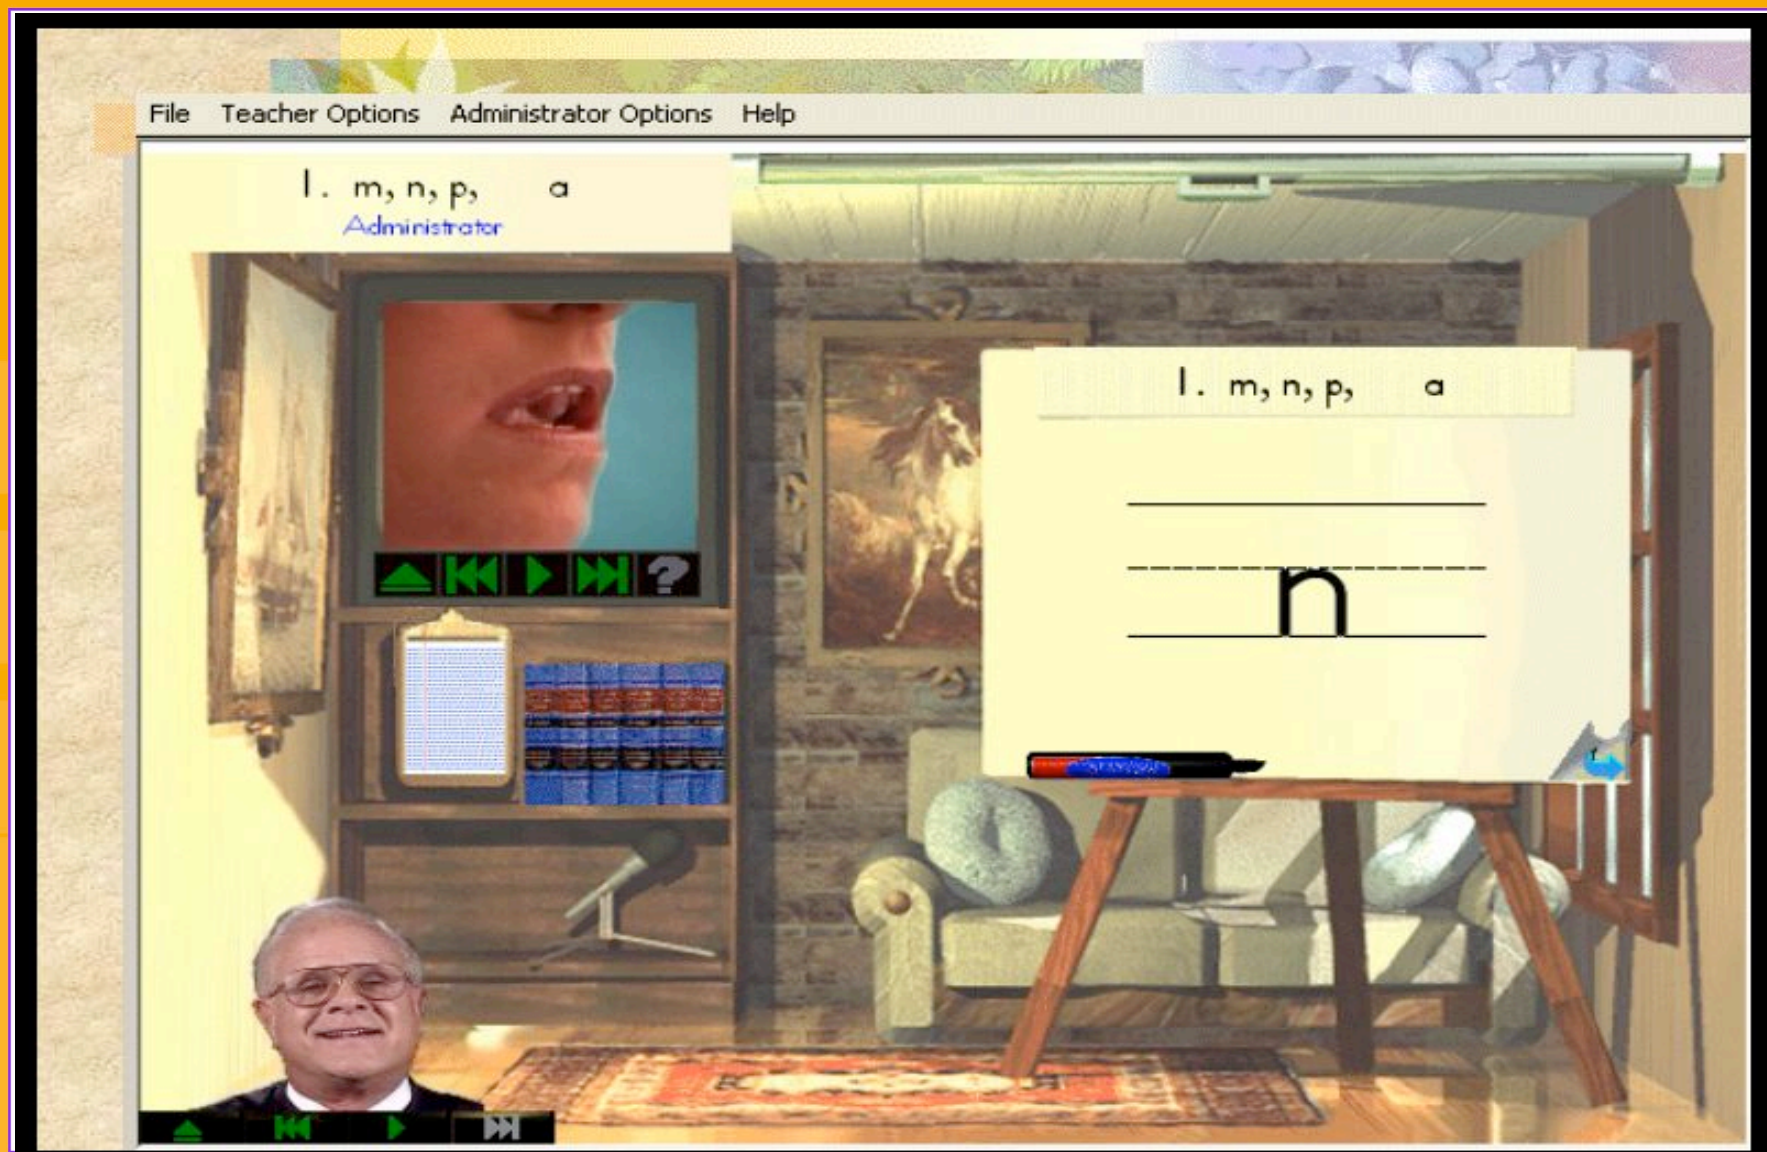 File Teacher Options Administrator Options Help
1. m, n, p, a
Administrator
?
1. m, n, p, a
n